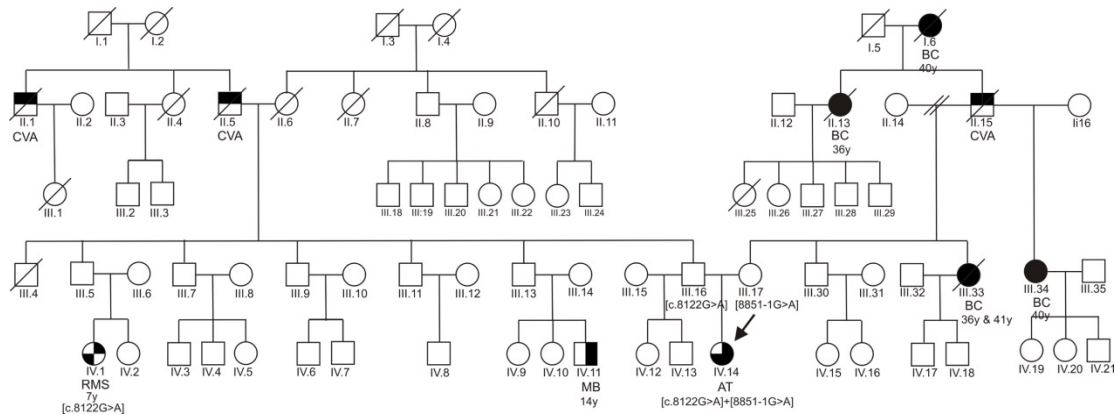 I.1 I.2 I.3 I.4 I.5 I.6
BC
40y
II.1 II.2 II.3 II.4 II.5 II.6 II.7 II.8 II.9 II.10 II.11 II.12 II.13 II.14 II.15 Ii16
CVA CVA BC CVA
36y
III.1 III.2 III.3 III.18 III:19 III.20 III.21 III.22 III.23 III.24 III.25 III.26 III.27 III.28 III.29
III.4 III.5 III.6 III.7 III.8 III.9 III.10 III.11 III.12 III.13 III.14 III.15 III.16 III.17 III.30 III.31 III.32 III.33 III.34 III.35
[c.8122G>A] [8851-1G>A] BC BC
36y & 41y 40y
IV.1 IV.2 IV.3 IV.4 IV.5 IV.6 IV.7 IV.8 IV.9 IV.10 IV.11 IV.12 IV.13 IV.14 IV.15 IV.16 IV.17 IV.18 IV.19 IV.20 IV.21
RMS MB AT
7y 14y
[c.8122G>A] [c.8122G>A]+[8851-1G>A]